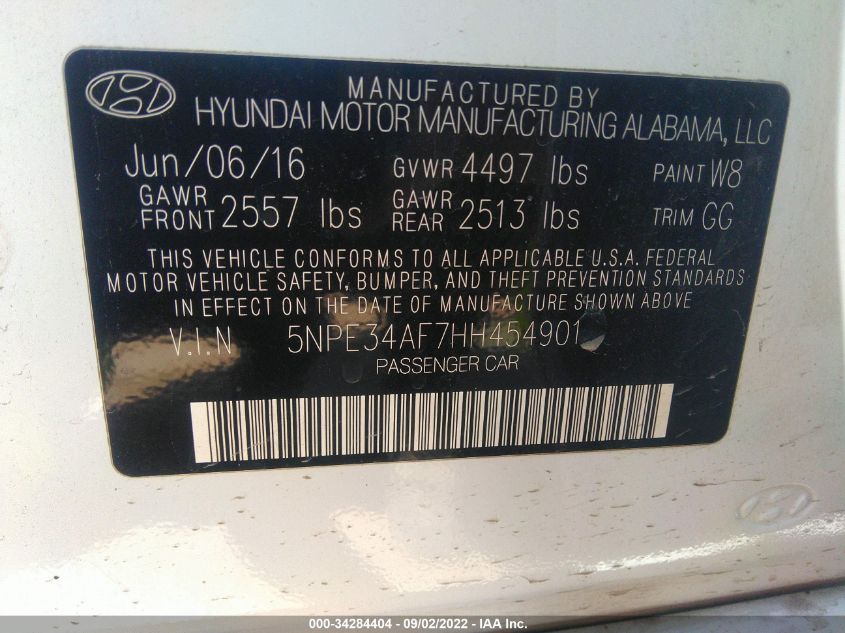 MANUFACTURED BY
HYUNDAI MOTOR MANUFACTURING ALABAMA, LLC
Jun/06/16 GVWR 4497 lbs PAINT W8
GAWR FRONT 2557 lbs GAWR REAR 2513 lbs TRIM GG
THIS VEHICLE CONFORMS TO ALL APPLICABLE U.S.A. FEDERAL
MOTOR VEHICLE SAFETY, BUMPER, AND THEFT PREVENTION STANDARDS
IN EFFECT ON THE DATE OF MANUFACTURE SHOWN ABOVE
V.I.N 5NPE34AF7HH454901
PASSENGER CAR
000-34284404 - 09/02/2022 - IAA Inc.